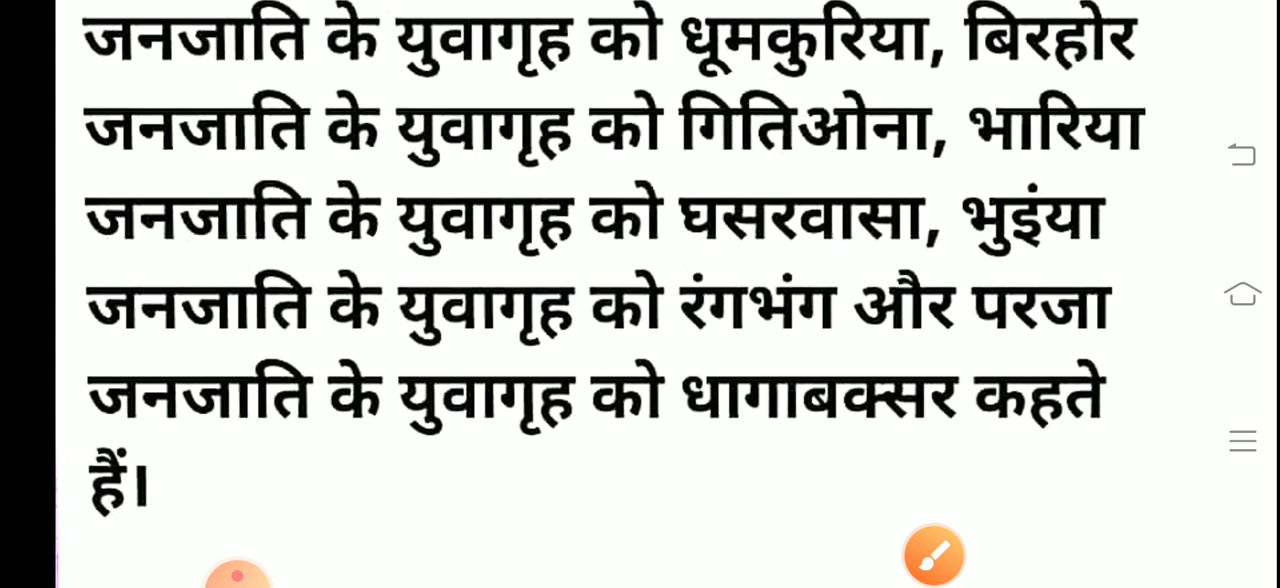 जनजाति के युवागृह को धूमकुरिया, बिरहोर
जनजाति के युवागृह को गितिओना, भारिया
जनजाति के युवागृह को घसरवासा, भुइंया
जनजाति के युवागृह को रंगभंग और परजा
जनजाति के युवागृह को धागाबक्सर कहते
हैं।